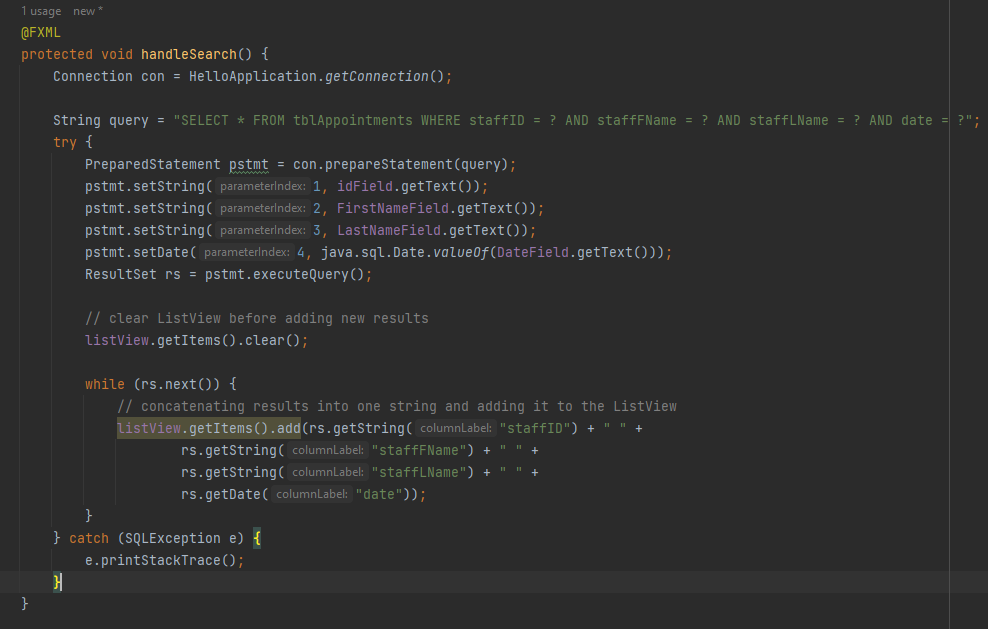 1 usage   new *
@FXML
protected void handleSearch() {
    Connection con = HelloApplication.getConnection();

    String query = "SELECT * FROM tblAppointments WHERE staffID = ? AND staffFName = ? AND staffLName = ? AND date = ?";
    try {
        PreparedStatement pstmt = con.prepareStatement(query);
        pstmt.setString( parameterIndex: 1, idField.getText());
        pstmt.setString( parameterIndex: 2, FirstNameField.getText());
        pstmt.setString( parameterIndex: 3, LastNameField.getText());
        pstmt.setDate( parameterIndex: 4, java.sql.Date.valueOf(DateField.getText()));
        ResultSet rs = pstmt.executeQuery();

        // clear ListView before adding new results
        listView.getItems().clear();

        while (rs.next()) {
            // concatenating results into one string and adding it to the ListView
            listView.getItems().add(rs.getString( columnLabel: "staffID") + " " +
                    rs.getString( columnLabel: "staffFName") + " " +
                    rs.getString( columnLabel: "staffLName") + " " +
                    rs.getDate( columnLabel: "date"));
        }
    } catch (SQLException e) {
        e.printStackTrace();
    }
}